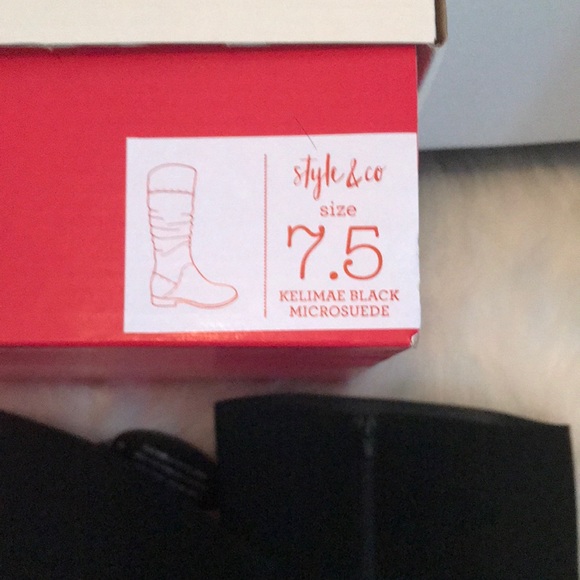 style & co
size
7.5
KELIMAE BLACK
MICROSUEDE